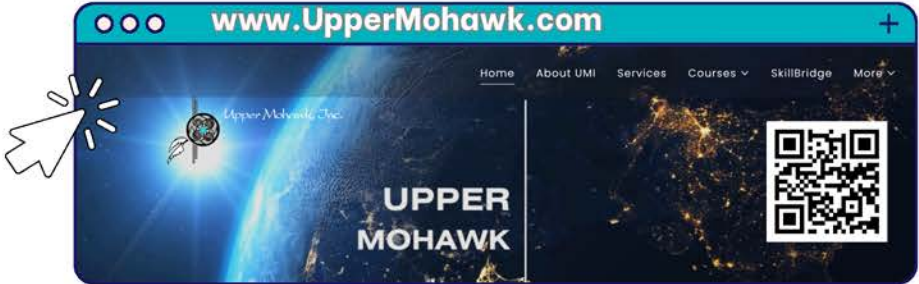 www.UpperMohawk.com
Home About UMI Services Courses SkillBridge More
Upper Mohawk, Inc.
UPPER
MOHAWK